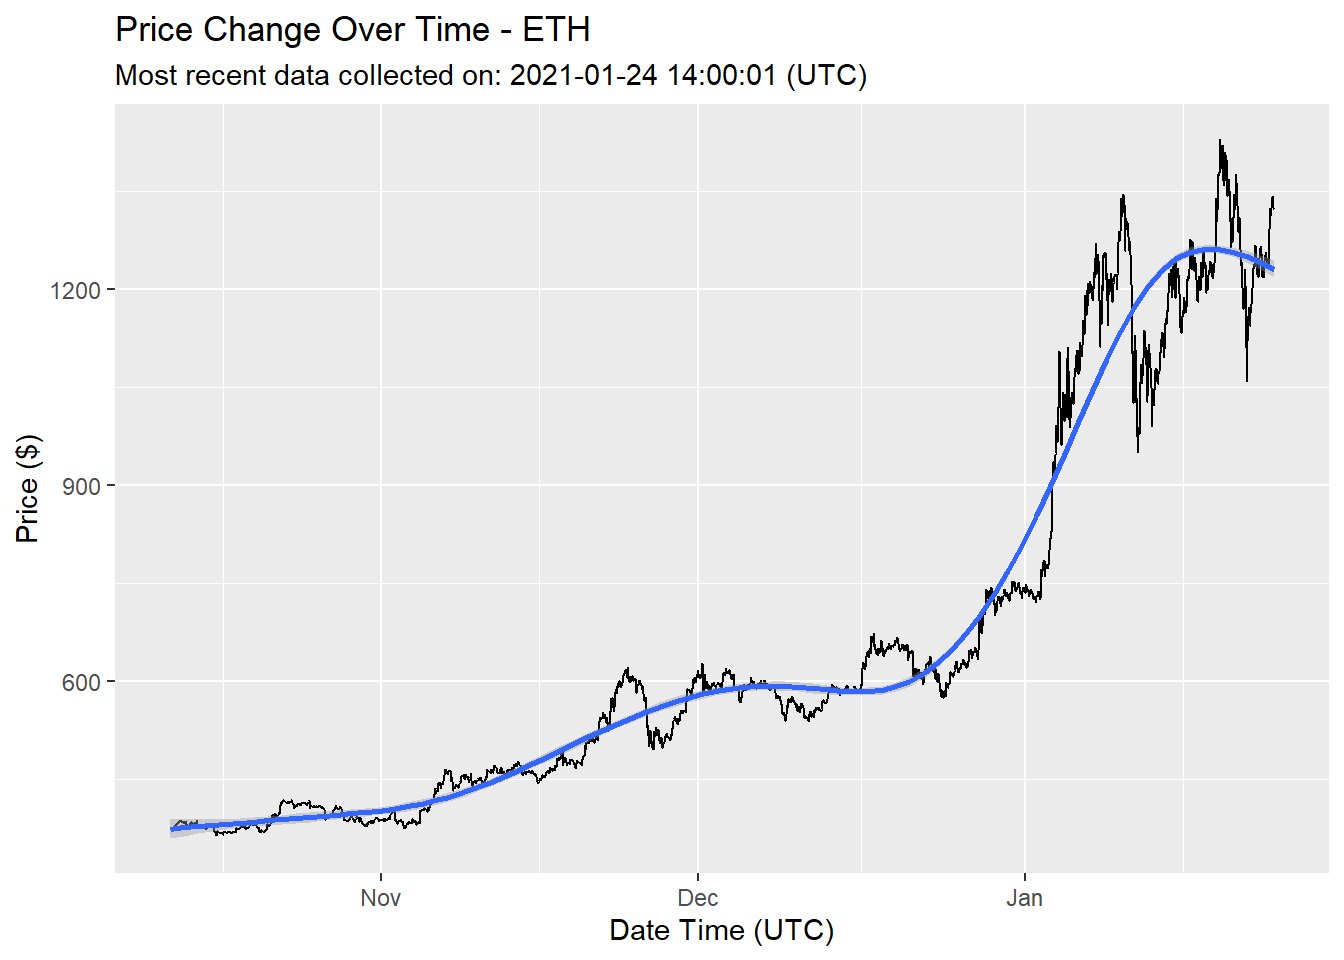 Price Change Over Time - ETH
Most recent data collected on: 2021-01-24 14:00:01 (UTC)
Price ($)
1200
900
600
Nov Dec Jan
Date Time (UTC)